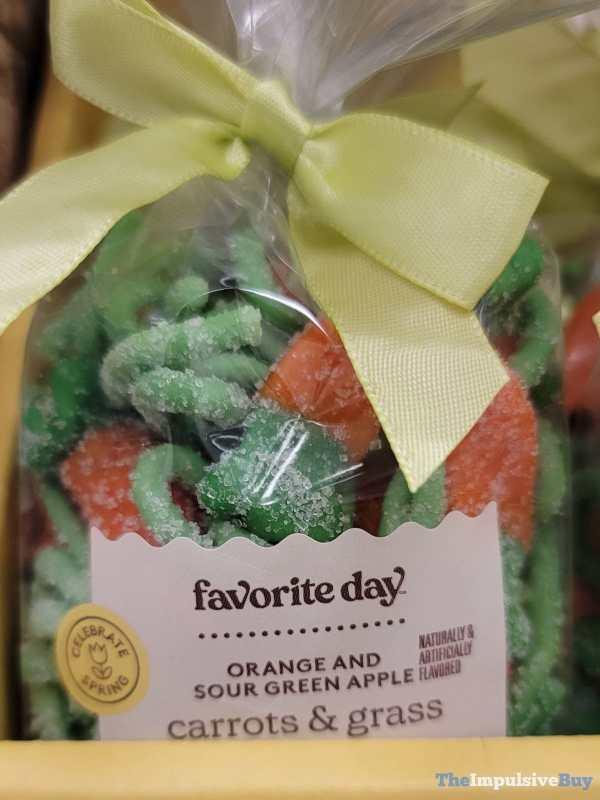 favorite day
CELEBRATE
SPRING
ORANGE AND
SOUR GREEN APPLE
NATURALLY &
ARTIFICIALLY
FLAVORED
carrots & grass
TheImpulsiveBuy